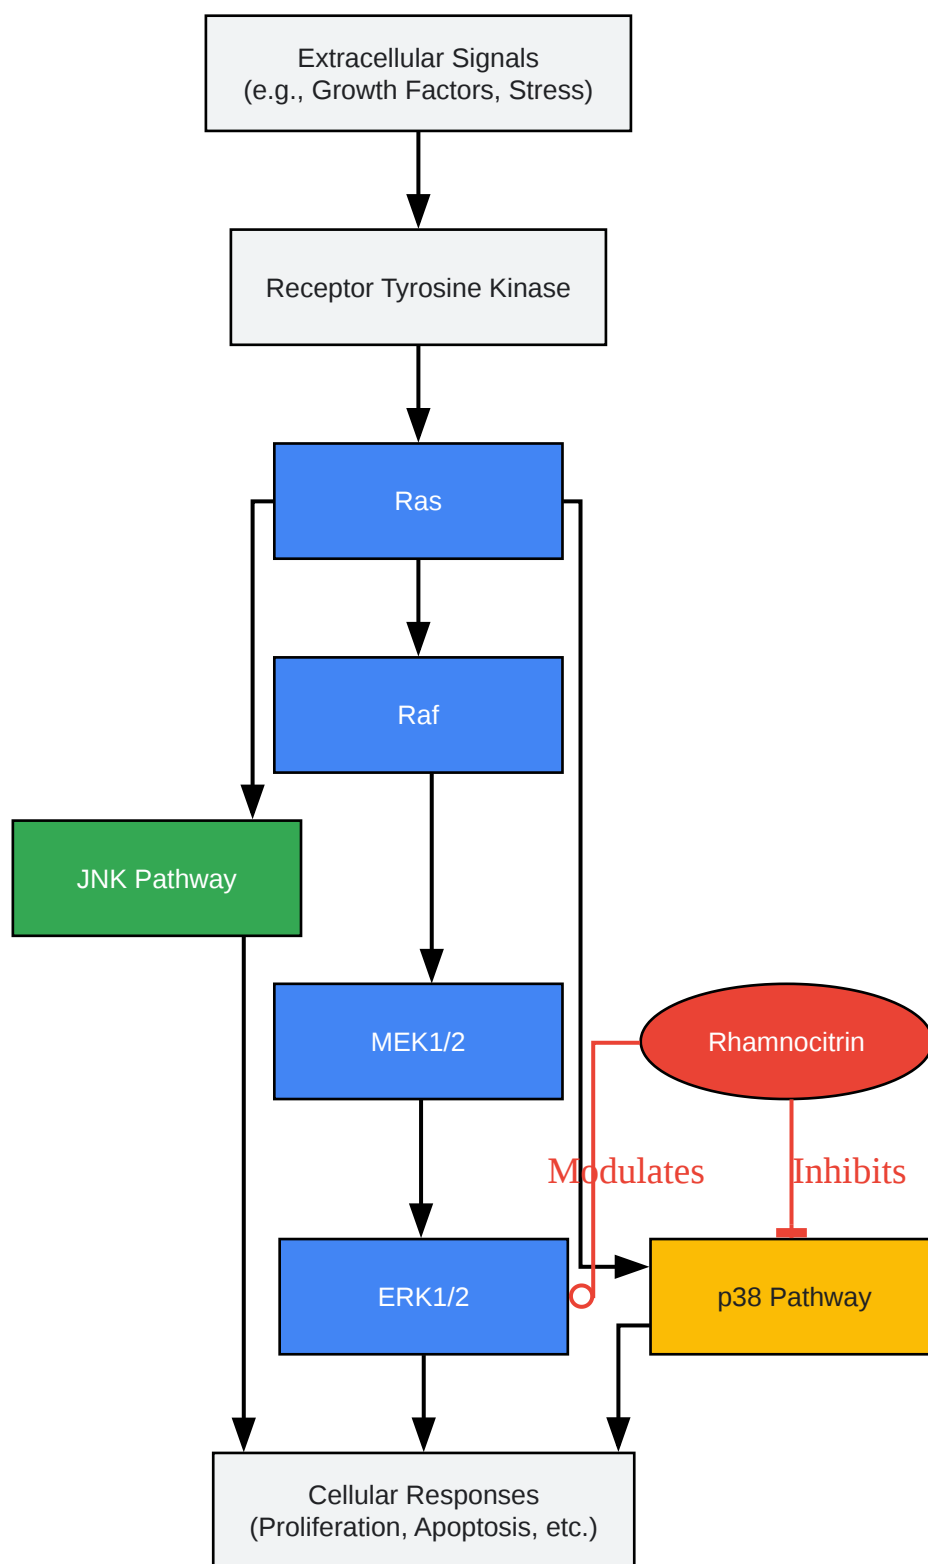 Extracellular Signals
(e.g., Growth Factors, Stress)
Receptor Tyrosine Kinase
Ras
Raf
JNK Pathway
MEK1/2
Rhamnocitrin
Modulates
Inhibits
ERK1/2
p38 Pathway
Cellular Responses
(Proliferation, Apoptosis, etc.)